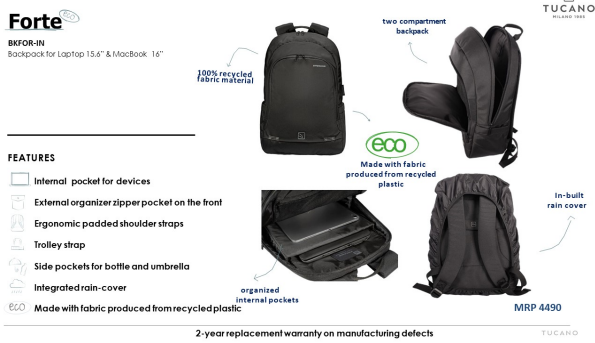 Forte eco
TUCANO
MILANO 1985
BKFOR-IN
Backpack for Laptop 15.6" & MacBook 16"
two compartment
backpack
100% recycled
fabric material
eco
Made with fabric
produced from recycled
plastic
FEATURES
Internal pocket for devices
External organizer zipper pocket on the front
Ergonomic padded shoulder straps
Trolley strap
Side pockets for bottle and umbrella
Integrated rain-cover
eco Made with fabric produced from recycled plastic
In-built
rain cover
organized
internal pockets
MRP 4490
2-year replacement warranty on manufacturing defects
TUCANO